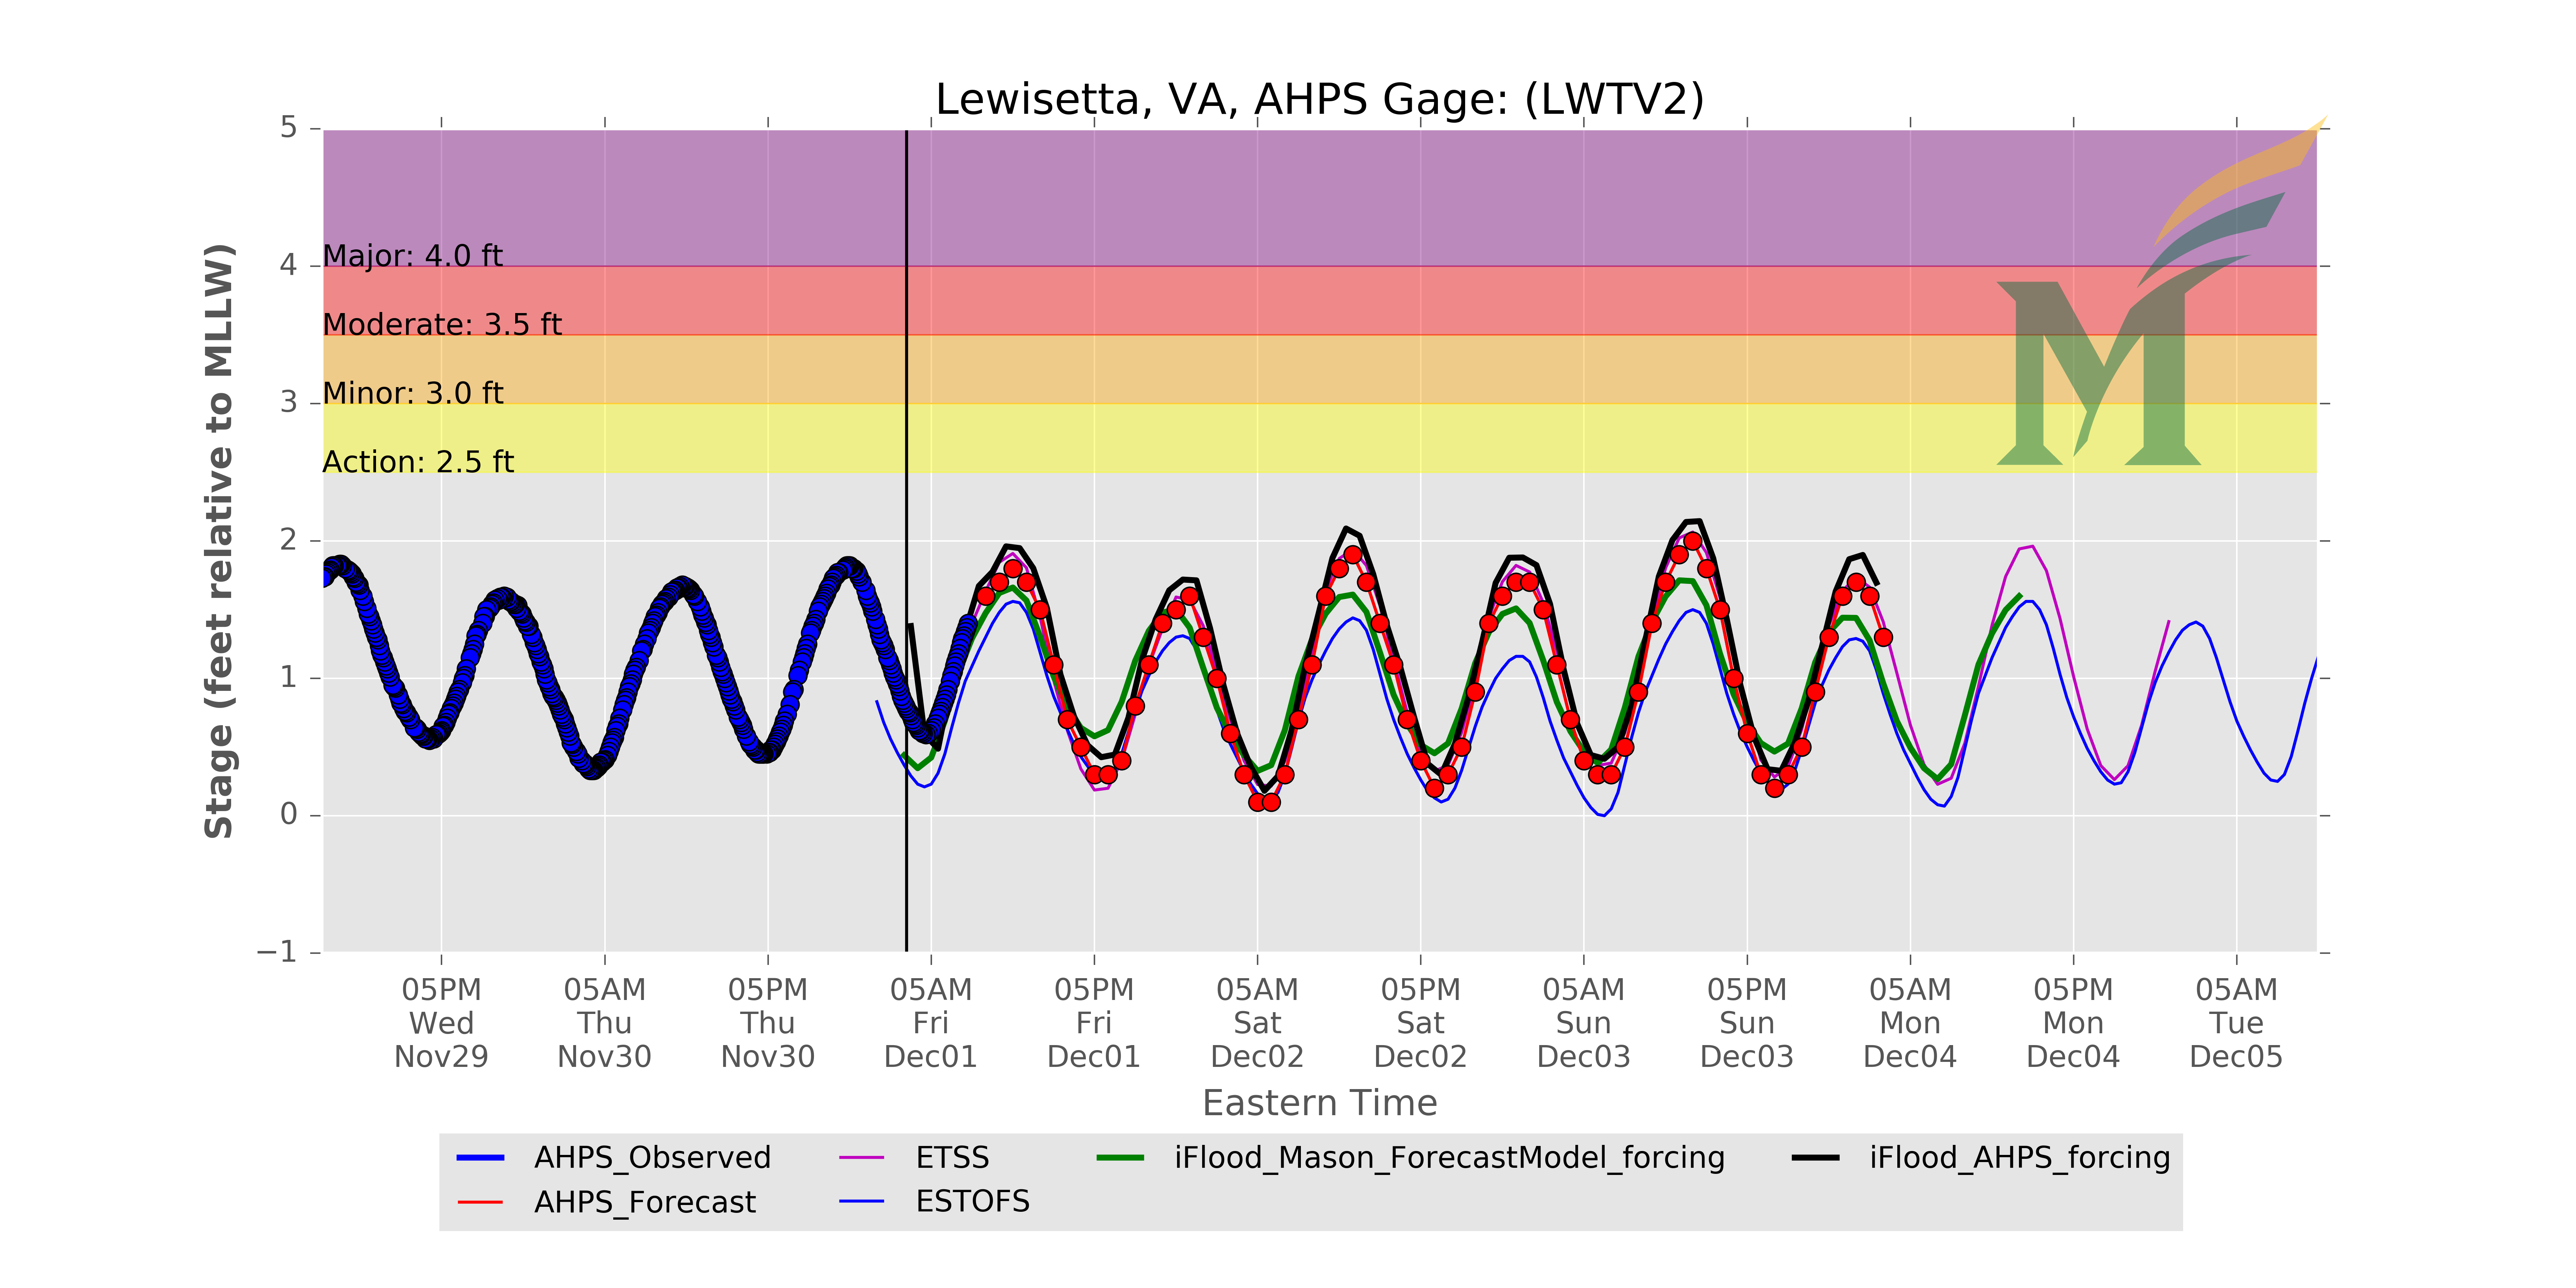 Lewisetta, VA, AHPS Gage: (LWTV2)
Stage (feet relative to MLLW)
5
4
3
2
1
0
−1
Major: 4.0 ft
Moderate: 3.5 ft
Minor: 3.0 ft
Action: 2.5 ft
M
05PM 05AM 05PM 05AM 05PM 05AM 05PM 05AM 05PM 05AM 05PM 05AM
Wed Thu Thu Fri Fri Sat Sat Sun Sun Mon Mon Tue
Nov29 Nov30 Nov30 Dec01 Dec01 Dec02 Dec02 Dec03 Dec03 Dec04 Dec04 Dec05
Eastern Time
AHPS_Observed ETSS iFlood_Mason_ForecastModel_forcing iFlood_AHPS_forcing
AHPS_Forecast ESTOFS